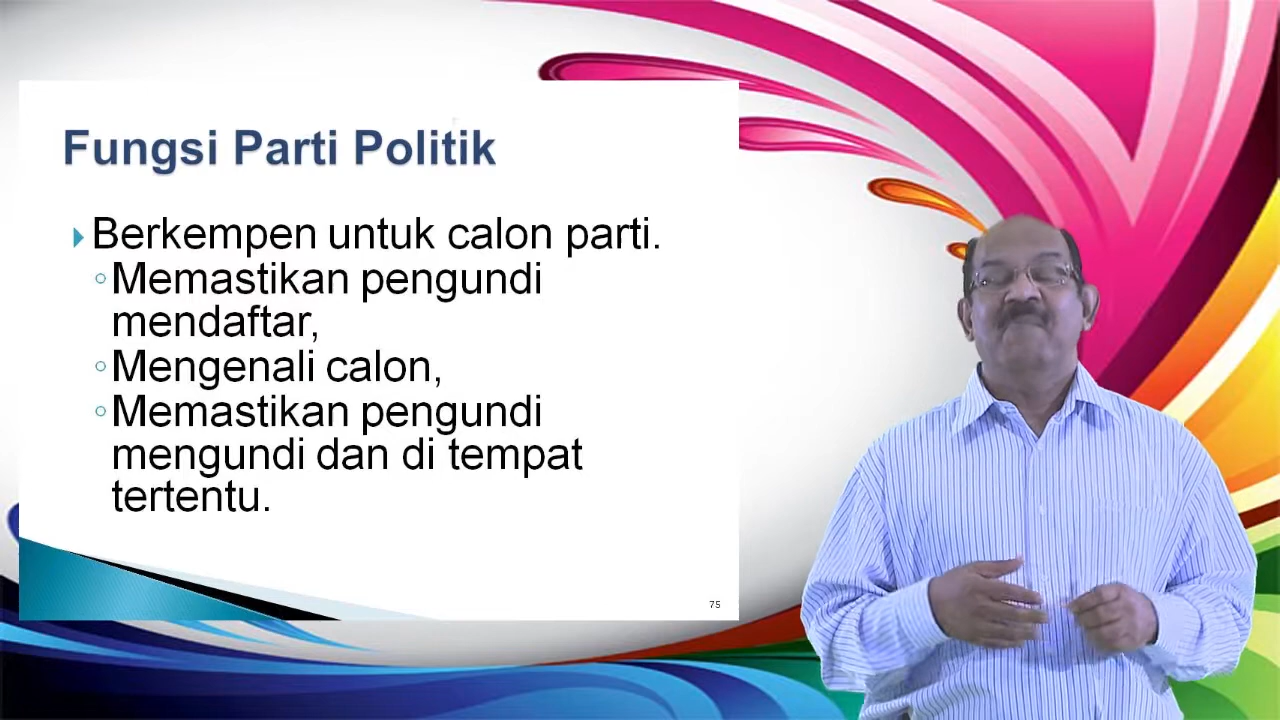 Fungsi Parti Politik
Berkempen untuk calon parti.
Memastikan pengundi
mendaftar,
Mengenali calon,
Memastikan pengundi
mengundi dan di tempat
tertentu.
75